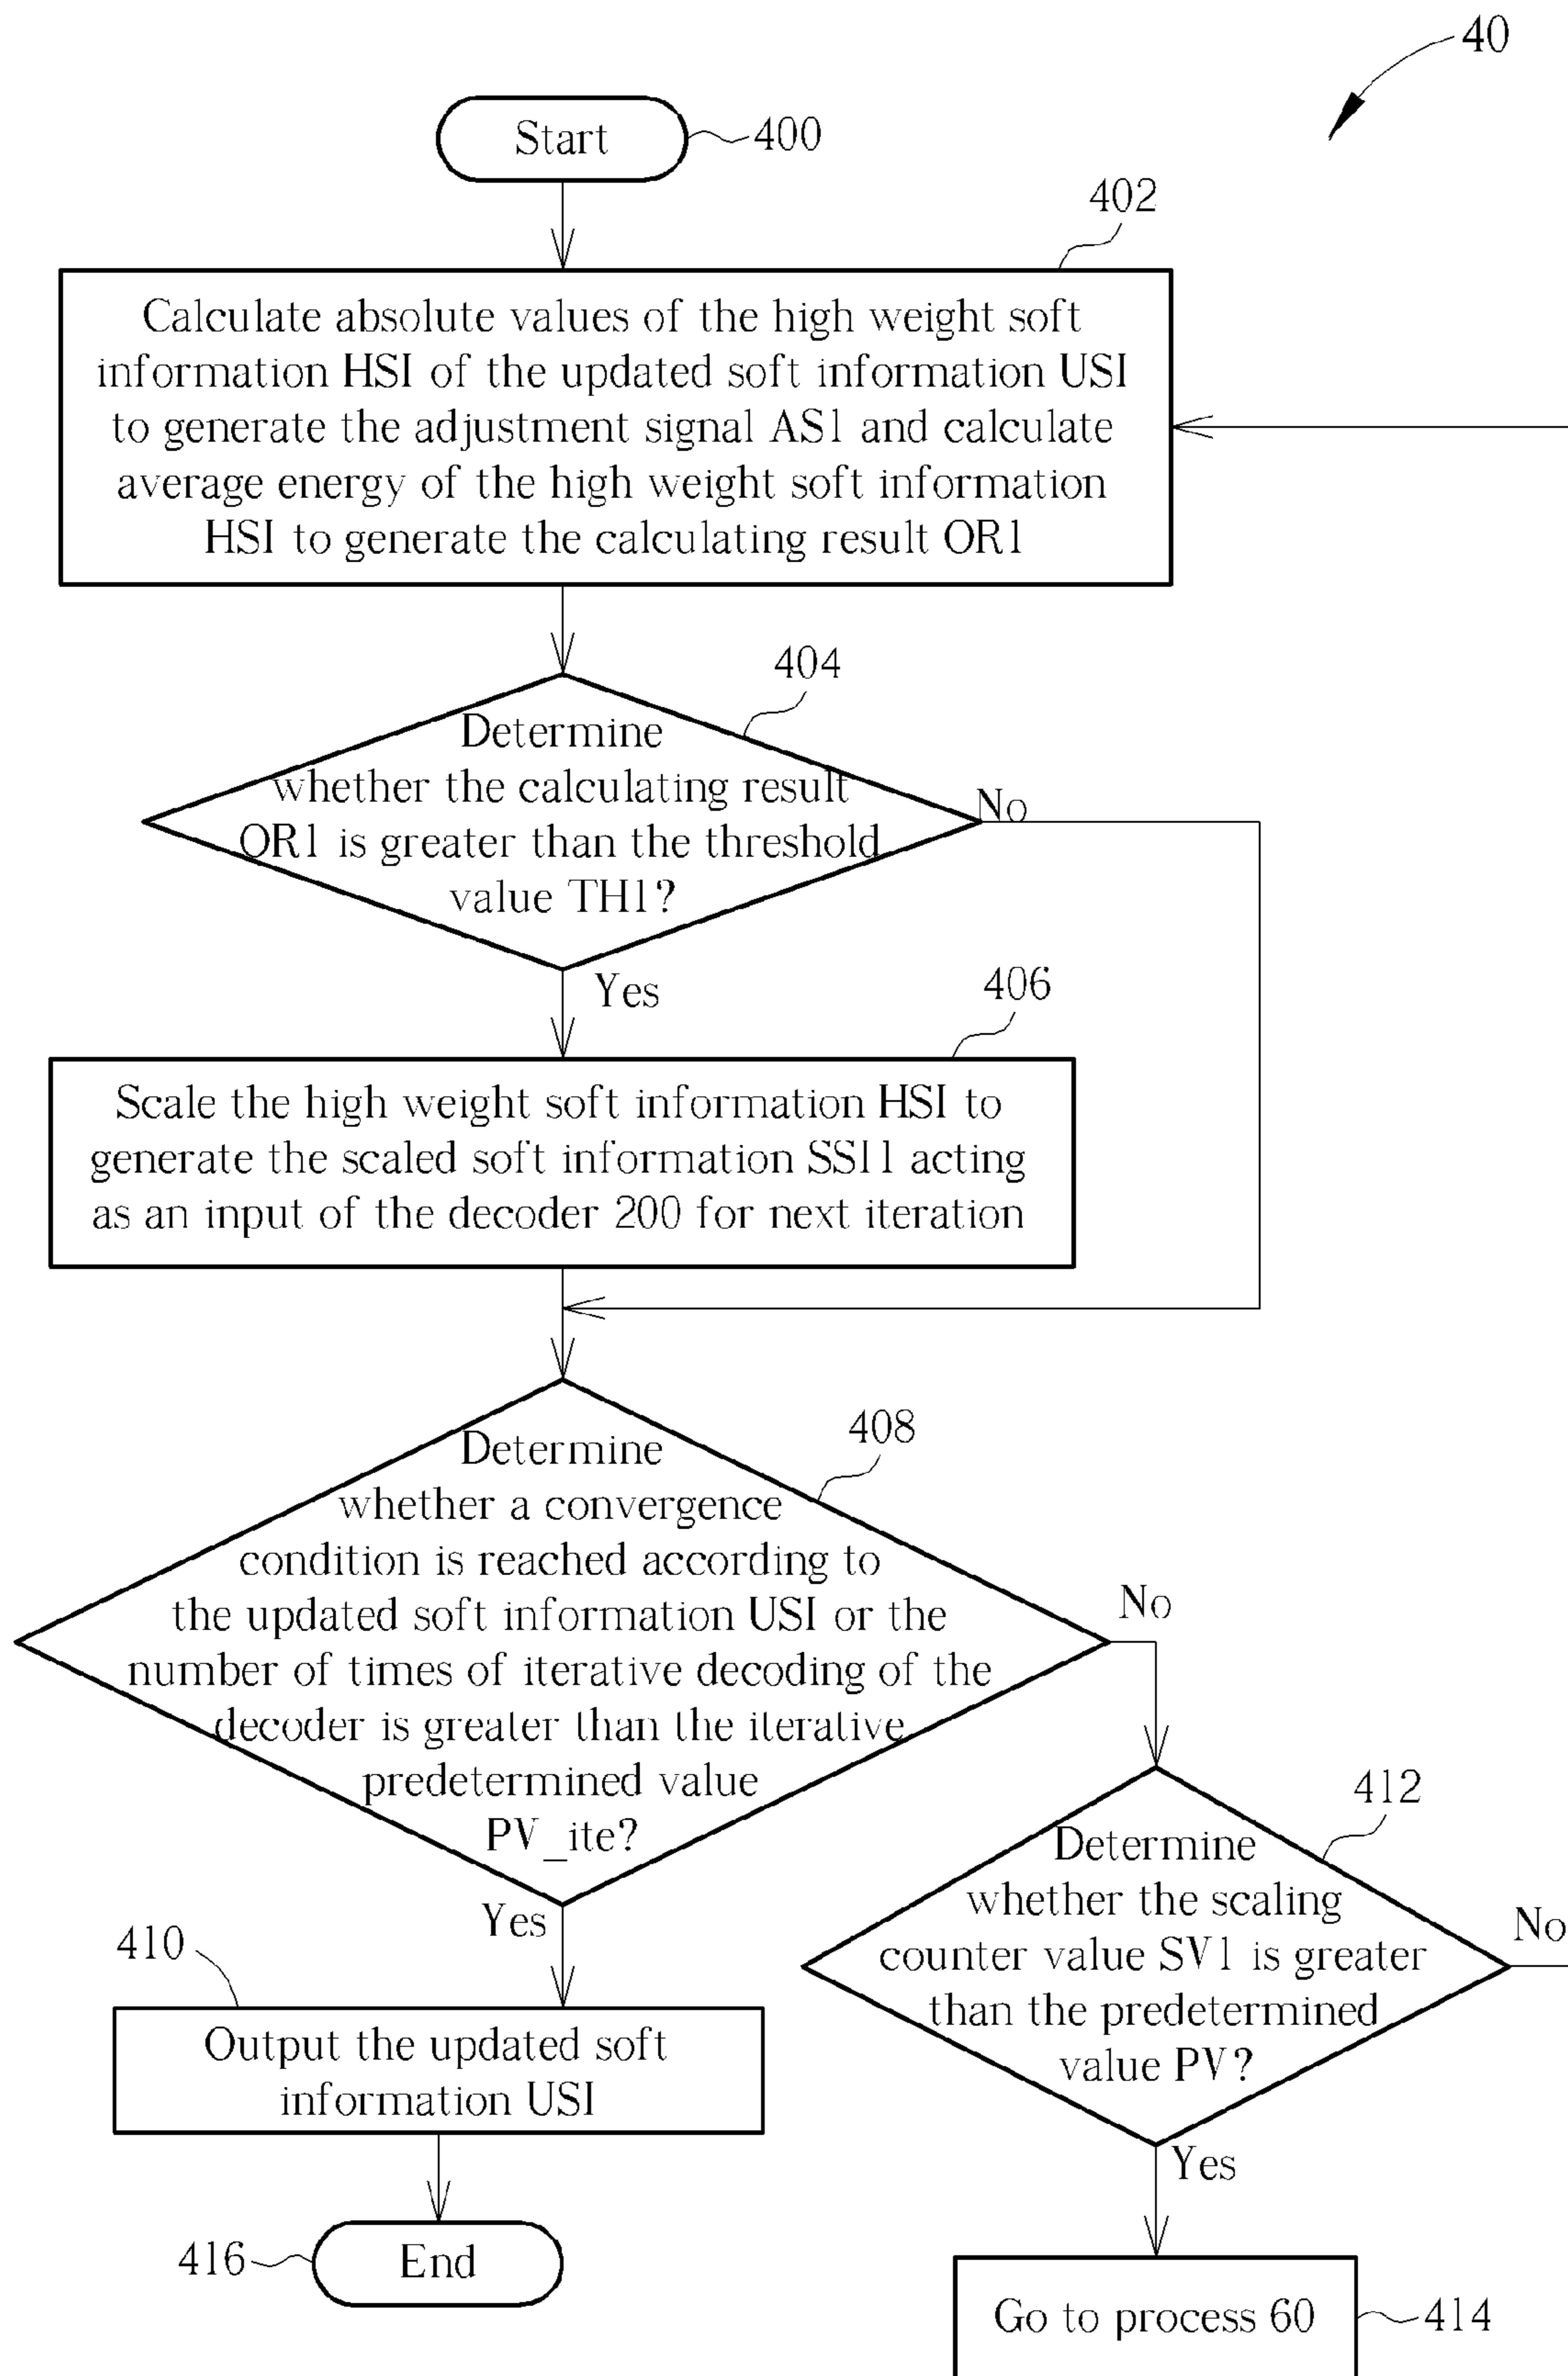 40
Start
400
402
Calculate absolute values of the high weight soft
information HSI of the updated soft information USI
to generate the adjustment signal AS1 and calculate
average energy of the high weight soft information
HSI to generate the calculating result OR1
404
Determine
whether the calculating result
OR1 is greater than the threshold
value TH1?
No
Yes
406
Scale the high weight soft information HSI to
generate the scaled soft information SSI1 acting
as an input of the decoder 200 for next iteration
408
Determine
whether a convergence
condition is reached according to
the updated soft information USI or the
number of times of iterative decoding of the
decoder is greater than the iterative
predetermined value
PV_ite?
No
Yes
412
Determine
whether the scaling
counter value SV1 is greater
than the predetermined
value PV?
No
Yes
410
Output the updated soft
information USI
416
End
Go to process 60
414